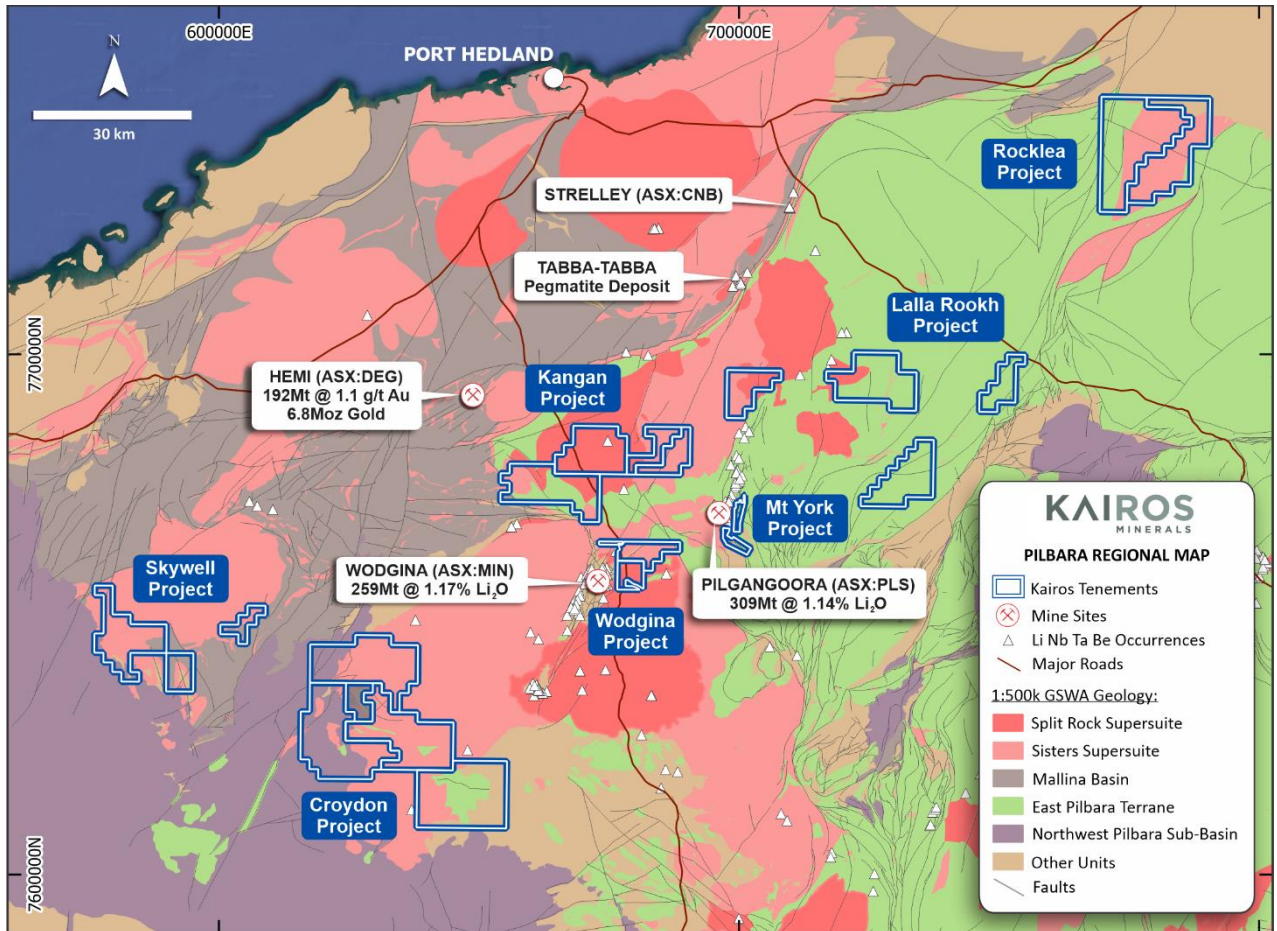 600000E
700000E
N
30 km
PORT HEDLAND
Rocklea
Project
STRELLEY (ASX:CNB)
TABBA-TABBA
Pegmatite Deposit
Lalla Rookh
Project
7700000N
HEMI (ASX:DEG)
192Mt @ 1.1 g/t Au
6.8Moz Gold
Kangan
Project
Mt York
Project
Skywell
Project
WODGINA (ASX:MIN)
259Mt @ 1.17% Li₂O
PILGANGOORA (ASX:PLS)
309Mt @ 1.14% Li₂O
Wodgina
Project
Croydon
Project
7600000N
KAIROS
MINERALS
PILBARA REGIONAL MAP
Kairos Tenements
Mine Sites
Li Nb Ta Be Occurrences
Major Roads
1:500k GSWA Geology:
Split Rock Supersuite
Sisters Supersuite
Mallina Basin
East Pilbara Terrane
Northwest Pilbara Sub-Basin
Other Units
Faults